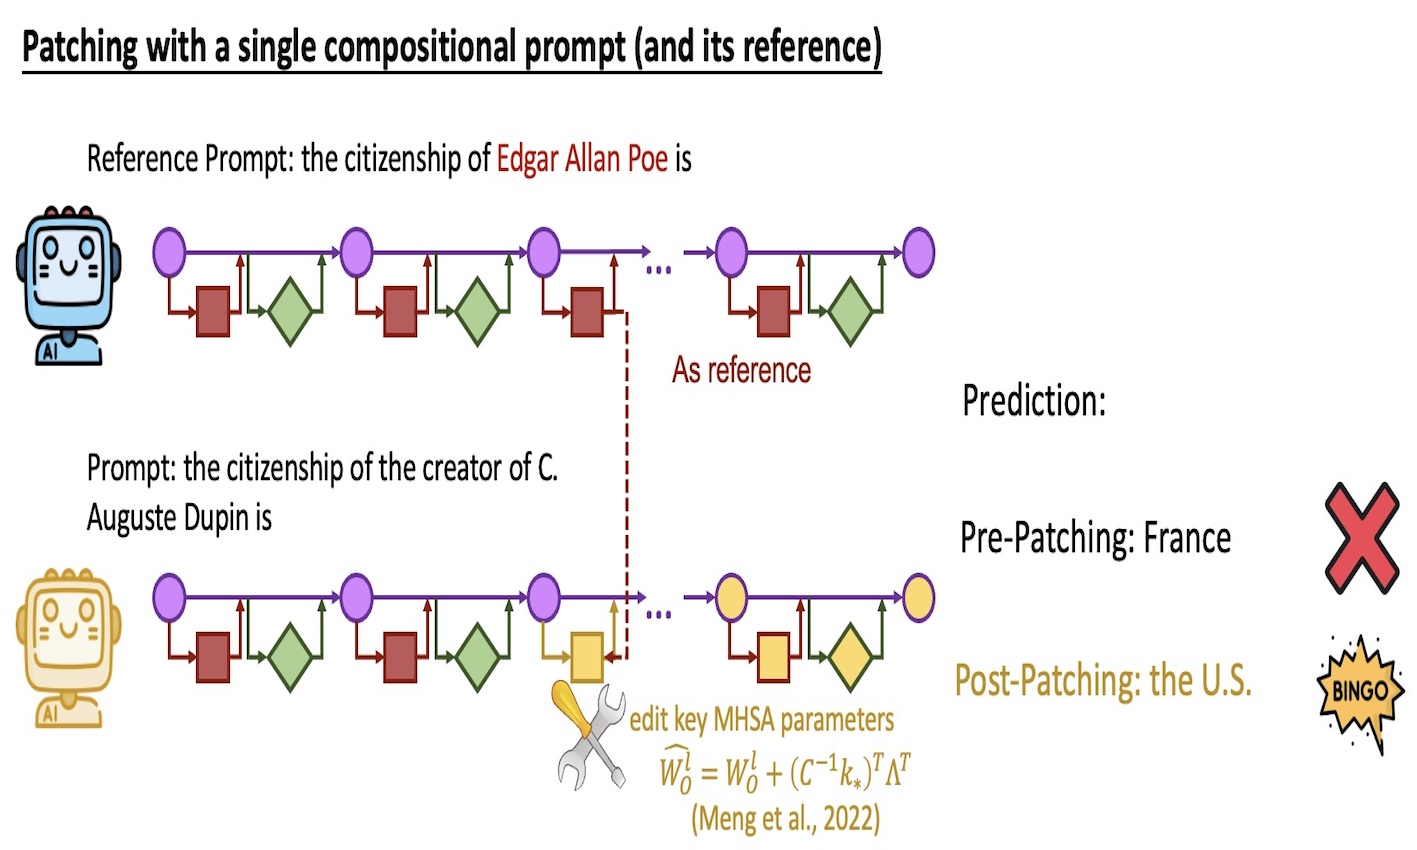 Patching with a single compositional prompt (and its reference)
Reference Prompt: the citizenship of Edgar Allan Poe is
AI
...
As reference
Prediction:
Prompt: the citizenship of the creator of C.
Auguste Dupin is
Pre-Patching: France
...
AI
Post-Patching: the U.S.
BINGO
edit key MHSA parameters
$\widehat{W_O^l} = W_O^l + (C^{-1}k_*)^T Λ^T$
(Meng et al., 2022)